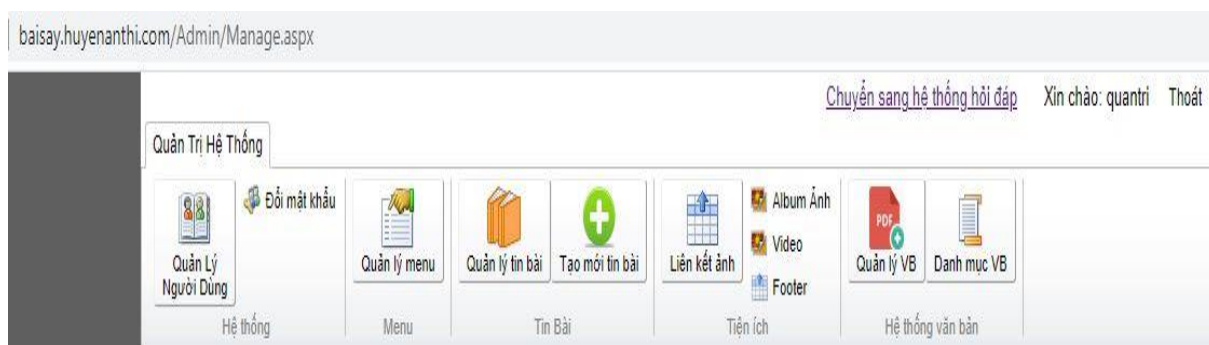 baisay.huyenanthi.com/Admin/Manage.aspx
Chuyển sang hệ thống hỏi đáp Xin chào: quantri Thoát
Quản Trị Hệ Thống
Quản Lý
Người Dùng
Đổi mật khẩu
Hệ thống
Quản lý menu
Menu
Quản lý tin bài
Tạo mới tin bài
Tin Bài
Liên kết ảnh
Album Ảnh
Video
Footer
Tiện ích
PDF
Quản lý VB
Danh mục VB
Hệ thống văn bản